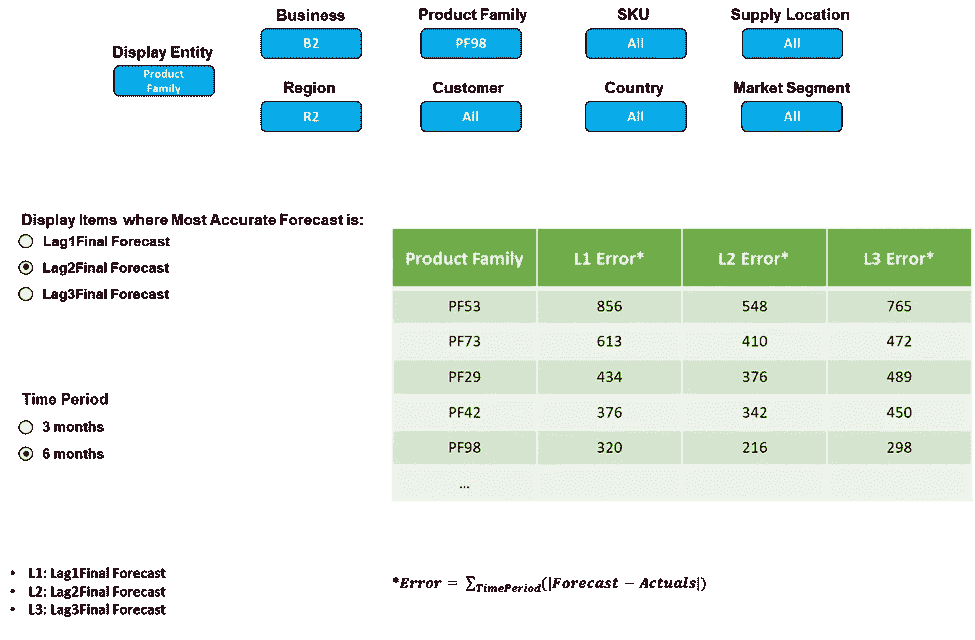 Business
Product Family
SKU
Supply Location
B2
PF98
All
All
Display Entity
Product
Family
Region
Customer
Country
Market Segment
R2
All
All
All
Display Items where Most Accurate Forecast is:
Lag1Final Forecast
Lag2Final Forecast
Lag3Final Forecast
Time Period
3 months
6 months
Product Family L1 Error* L2 Error* L3 Error*
PF53 856 548 765
PF73 613 410 472
PF29 434 376 489
PF42 376 342 450
PF98 320 216 298
...
• L1: Lag1Final Forecast
• L2: Lag2Final Forecast
• L3: Lag3Final Forecast
*Error = ∑TimePeriod(|Forecast − Actuals|)